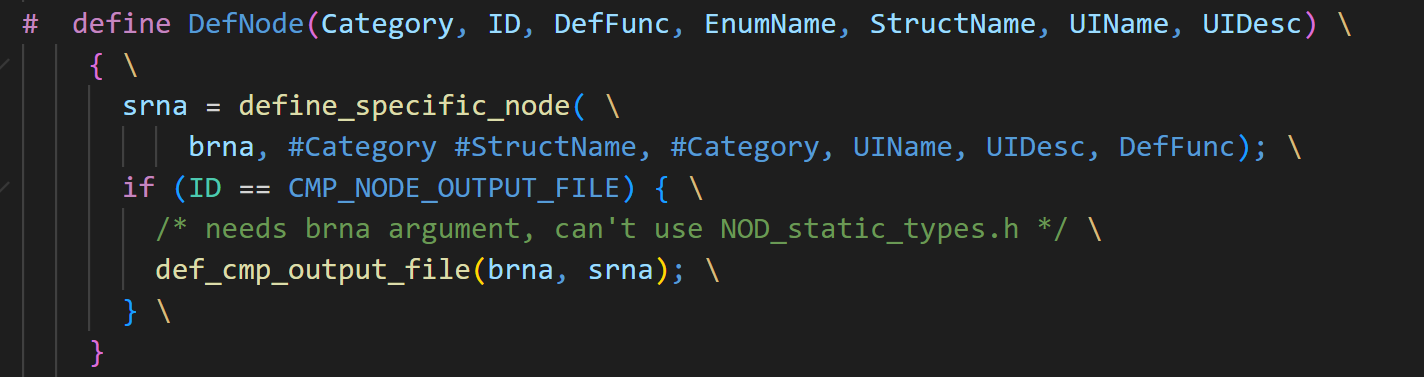 #  define DefNode(Category, ID, DefFunc, EnumName, StructName, UIName, UIDesc) \
    { \
      srna = define_specific_node( \
          brna, #Category #StructName, #Category, UIName, UIDesc, DefFunc); \
      if (ID == CMP_NODE_OUTPUT_FILE) { \
        /* needs brna argument, can't use NOD_static_types.h */ \
        def_cmp_output_file(brna, srna); \
      } \
    }